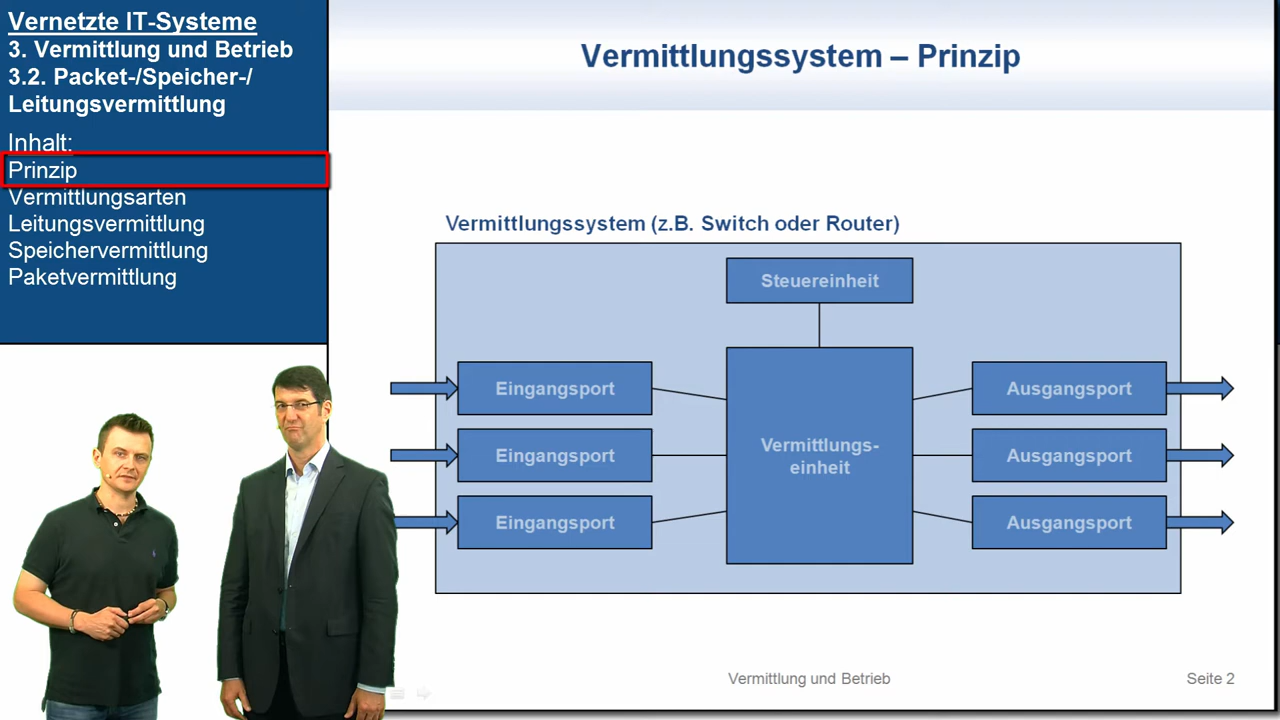 Vernetzte IT-Systeme
3. Vermittlung und Betrieb
3.2. Packet-/Speicher-/
Leitungsvermittlung
Inhalt:
Prinzip
Vermittlungsarten
Leitungsvermittlung
Speichervermittlung
Paketvermittlung
Vermittlungssystem – Prinzip
Vermittlungssystem (z.B. Switch oder Router)
Steuereinheit
Eingangsport
Eingangsport
Eingangsport
Vermittlungs-
einheit
Ausgangsport
Ausgangsport
Ausgangsport
Vermittlung und Betrieb
Seite 2